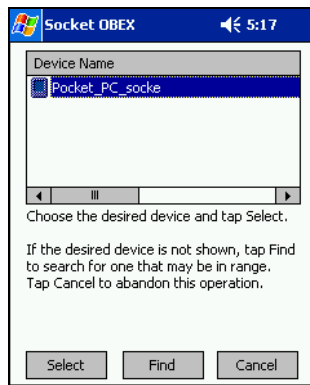 Socket OBEX 5:17
Device Name
Pocket_PC_socke
Choose the desired device and tap Select.
If the desired device is not shown, tap Find
to search for one that may be in range.
Tap Cancel to abandon this operation.
Select Find Cancel